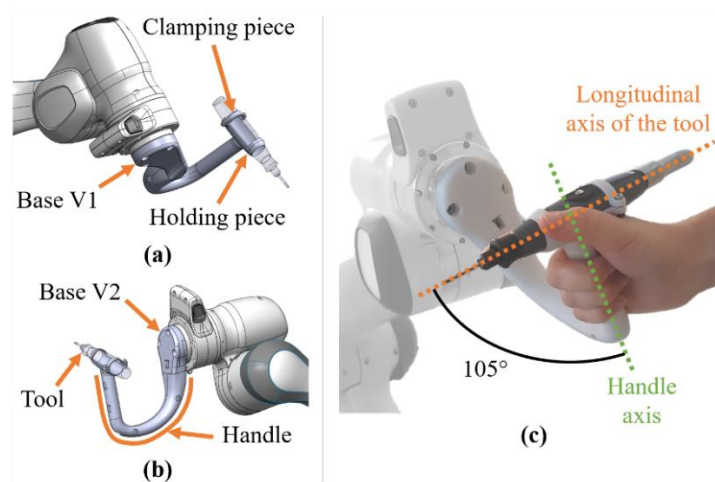 Clamping piece
Base V1
Holding piece
(a)
Base V2
Tool
Handle
(b)
Longitudinal
axis of the tool
105°
Handle
axis
(c)